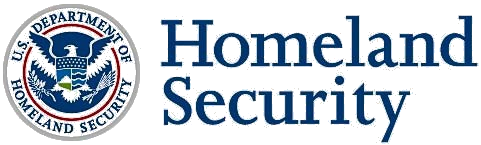 U.S. DEPARTMENT OF
HOMELAND SECURITY
Homeland
Security